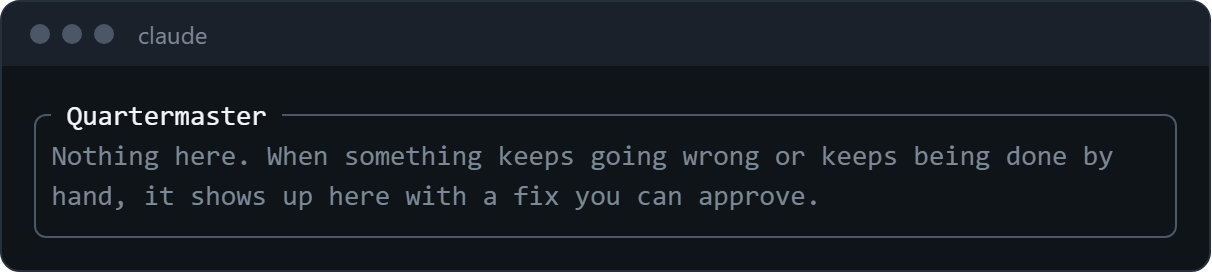 claude
Quartermaster
Nothing here. When something keeps going wrong or keeps being done by
hand, it shows up here with a fix you can approve.